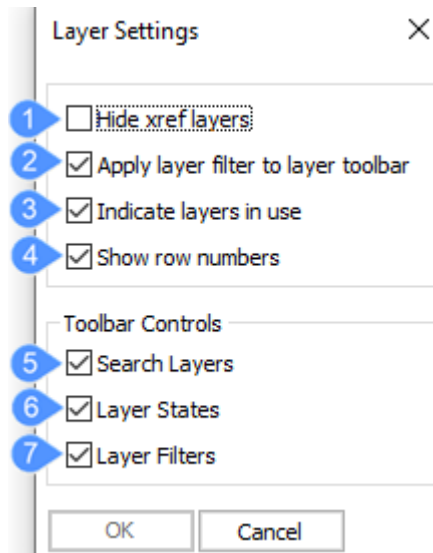 Layer Settings
1 Hide xref layers
2 Apply layer filter to layer toolbar
3 Indicate layers in use
4 Show row numbers
Toolbar Controls
5 Search Layers
6 Layer States
7 Layer Filters
OK Cancel